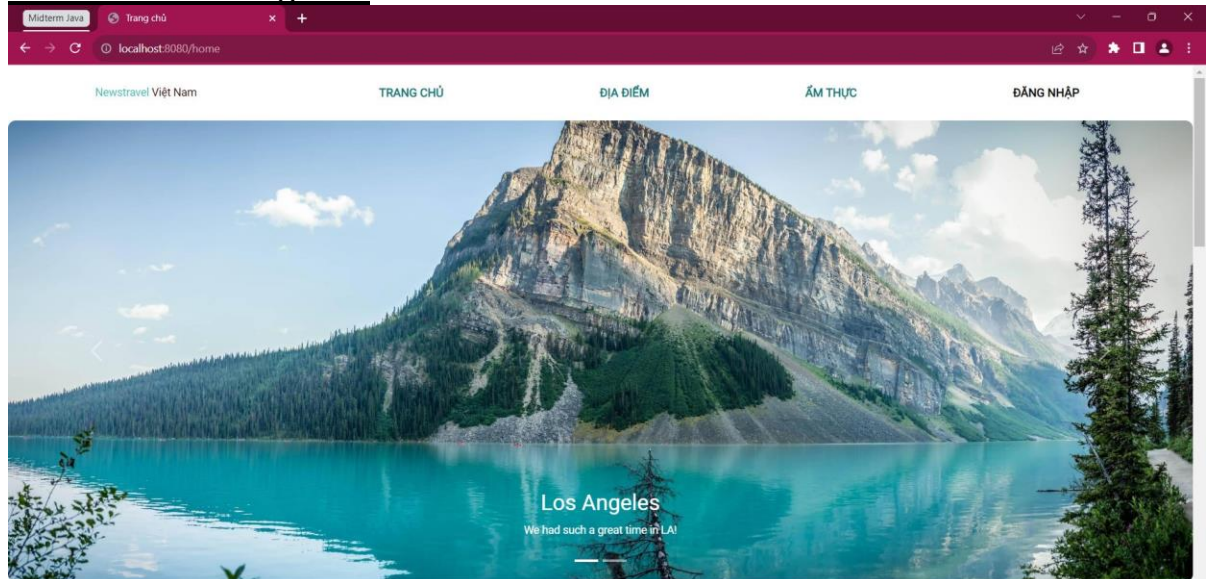 Midterm Java Trang chủ
localhost:8080/home
Newstravel Việt Nam TRANG CHỦ ĐỊA ĐIỂM ẨM THỰC ĐĂNG NHẬP
Los Angeles
We had such a great time in LA!